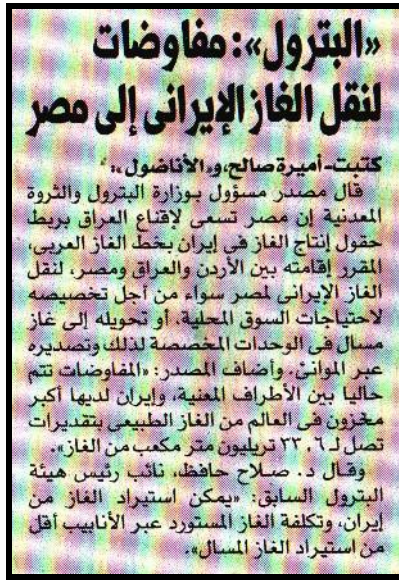 «البترول»: مفاوضات
لنقل الغاز الإيرانى إلى مصر
كتبت- أميرة صالح، و«الأناضول»:
قال مصدر مسؤول بوزارة البترول والثروة
المعدنية إن مصر تسعى لإقناع العراق بربط
حقول إنتاج الغاز فى إيران بخط الغاز العربى،
المقرر إقامته بين الأردن والعراق ومصر، لنقل
الغاز الإيرانى لمصر سواء من أجل تخصيصه
لاحتياجات السوق المحلية، أو تحويله إلى غاز
مسال فى الوحدات المخصصة لذلك وتصديره
عبر الموانئ. وأضاف المصدر: «المفاوضات تتم
حاليا بين الأطراف المعنية، وإيران لديها أكبر
مخزون فى العالم من الغاز الطبيعى بتقديرات
تصل لـ ٣٣.٦ تريليون متر مكعب من الغاز».
وقال د. صلاح حافظ، نائب رئيس هيئة
البترول السابق: «يمكن استيراد الغاز من
إيران، وتكلفة الغاز المستورد عبر الأنابيب أقل
من استيراد الغاز المسال».